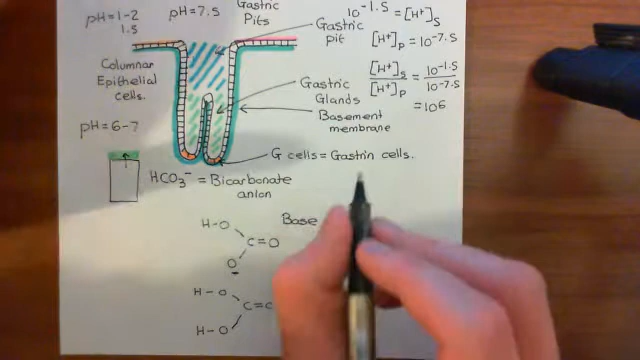 pH=1-2
1.5
pH=7.5
Gastric
Pits
10^-1.5 = [H+]s
Gastric
pit
[H+]p = 10^-7.5
[H+]s / [H+]p = 10^-1.5 / 10^-7.5
= 10^6
Columnar
Epithelial
cells.
Gastric
Glands
Basement
membrane
pH=6-7
G cells = Gastrin cells.
HCO3^- = Bicarbonate
anion
H-O
C=O
O
Base
H-O
C=
H-O